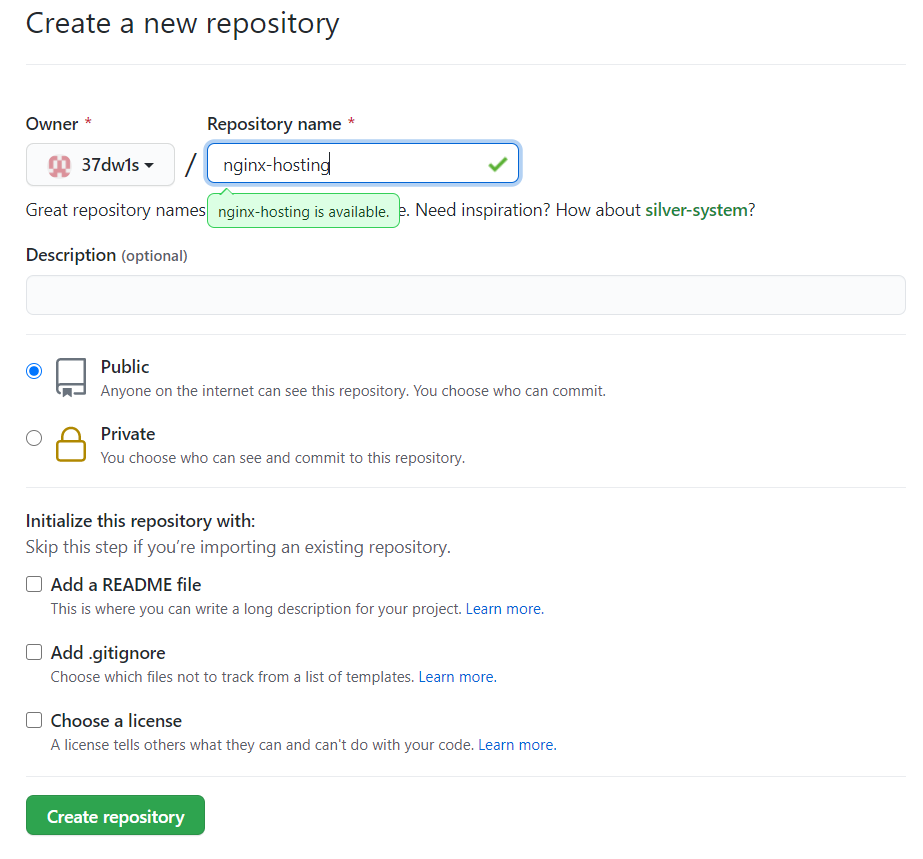 Create a new repository
Owner *
Repository name *
37dw1s
/
nginx-hosting
Great repository names
nginx-hosting is available.
e. Need inspiration? How about silver-system?
Description (optional)
Public
Anyone on the internet can see this repository. You choose who can commit.
Private
You choose who can see and commit to this repository.
Initialize this repository with:
Skip this step if you’re importing an existing repository.
Add a README file
This is where you can write a long description for your project. Learn more.
Add .gitignore
Choose which files not to track from a list of templates. Learn more.
Choose a license
A license tells others what they can and can't do with your code. Learn more.
Create repository